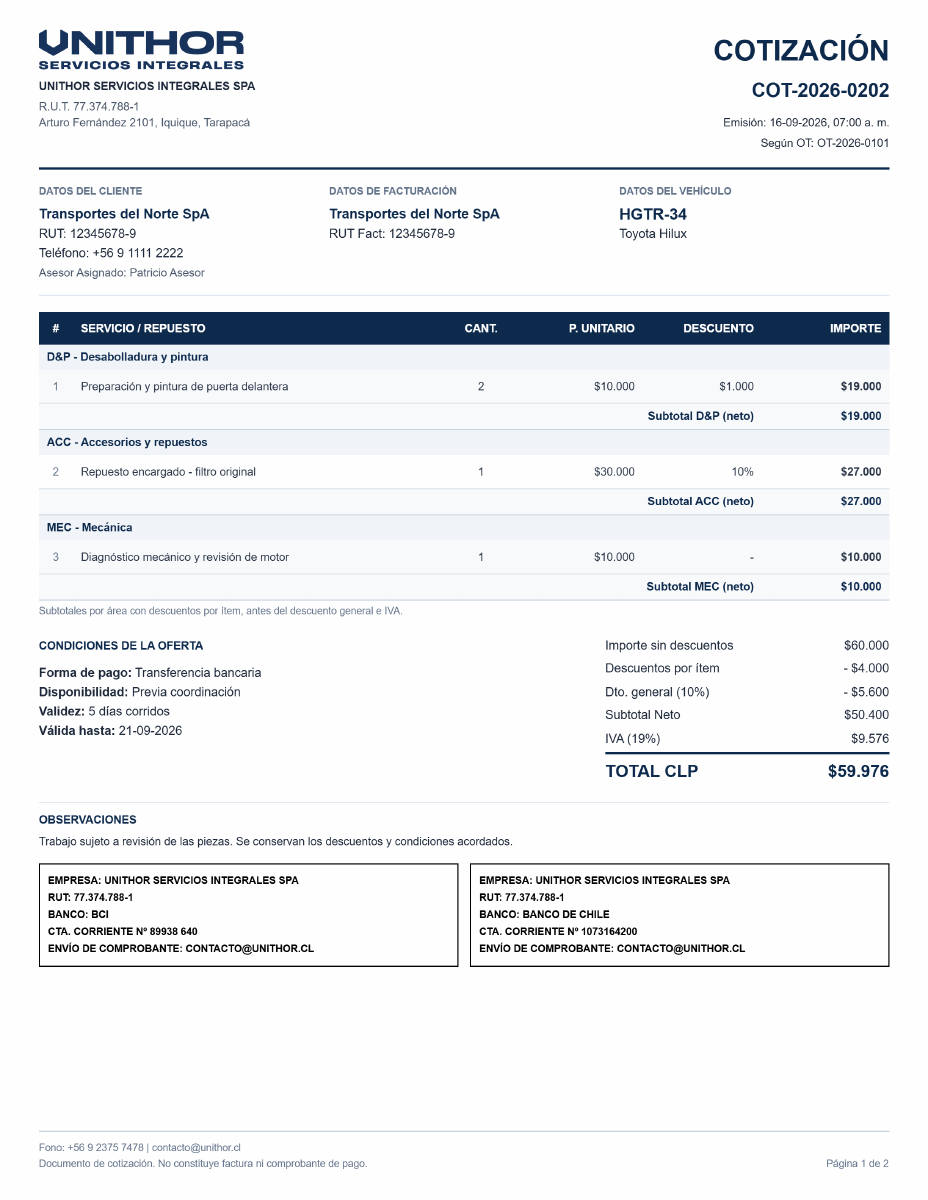 UNITHOR
SERVICIOS INTEGRALES
UNITHOR SERVICIOS INTEGRALES SPA
R.U.T. 77.374.788-1
Arturo Fernández 2101, Iquique, Tarapacá
COTIZACIÓN
COT-2026-0202
Emisión: 16-09-2026, 07:00 a. m.
Según OT: OT-2026-0101
DATOS DEL CLIENTE
Transportes del Norte SpA
RUT: 12345678-9
Teléfono: +56 9 1111 2222
Asesor Asignado: Patricio Asesor
DATOS DE FACTURACIÓN
Transportes del Norte SpA
RUT Fact: 12345678-9
DATOS DEL VEHÍCULO
HGTR-34
Toyota Hilux
# SERVICIO / REPUESTO CANT. P. UNITARIO DESCUENTO IMPORTE
D&P - Desabolladura y pintura
1 Preparación y pintura de puerta delantera 2 $10.000 $1.000 $19.000
Subtotal D&P (neto) $19.000
ACC - Accesorios y repuestos
2 Repuesto encargado - filtro original 1 $30.000 10% $27.000
Subtotal ACC (neto) $27.000
MEC - Mecánica
3 Diagnóstico mecánico y revisión de motor 1 $10.000 - $10.000
Subtotal MEC (neto) $10.000
Subtotales por área con descuentos por ítem, antes del descuento general e IVA.
CONDICIONES DE LA OFERTA
Forma de pago: Transferencia bancaria
Disponibilidad: Previa coordinación
Validez: 5 días corridos
Válida hasta: 21-09-2026
Importe sin descuentos $60.000
Descuentos por ítem - $4.000
Dto. general (10%) - $5.600
Subtotal Neto $50.400
IVA (19%) $9.576
TOTAL CLP $59.976
OBSERVACIONES
Trabajo sujeto a revisión de las piezas. Se conservan los descuentos y condiciones acordados.
EMPRESA: UNITHOR SERVICIOS INTEGRALES SPA
RUT: 77.374.788-1
BANCO: BCI
CTA. CORRIENTE Nº 89938 640
ENVÍO DE COMPROBANTE: CONTACTO@UNITHOR.CL
EMPRESA: UNITHOR SERVICIOS INTEGRALES SPA
RUT: 77.374.788-1
BANCO: BANCO DE CHILE
CTA. CORRIENTE Nº 1073164200
ENVÍO DE COMPROBANTE: CONTACTO@UNITHOR.CL
Fono: +56 9 2375 7478 | contacto@unithor.cl
Documento de cotización. No constituye factura ni comprobante de pago.
Página 1 de 2